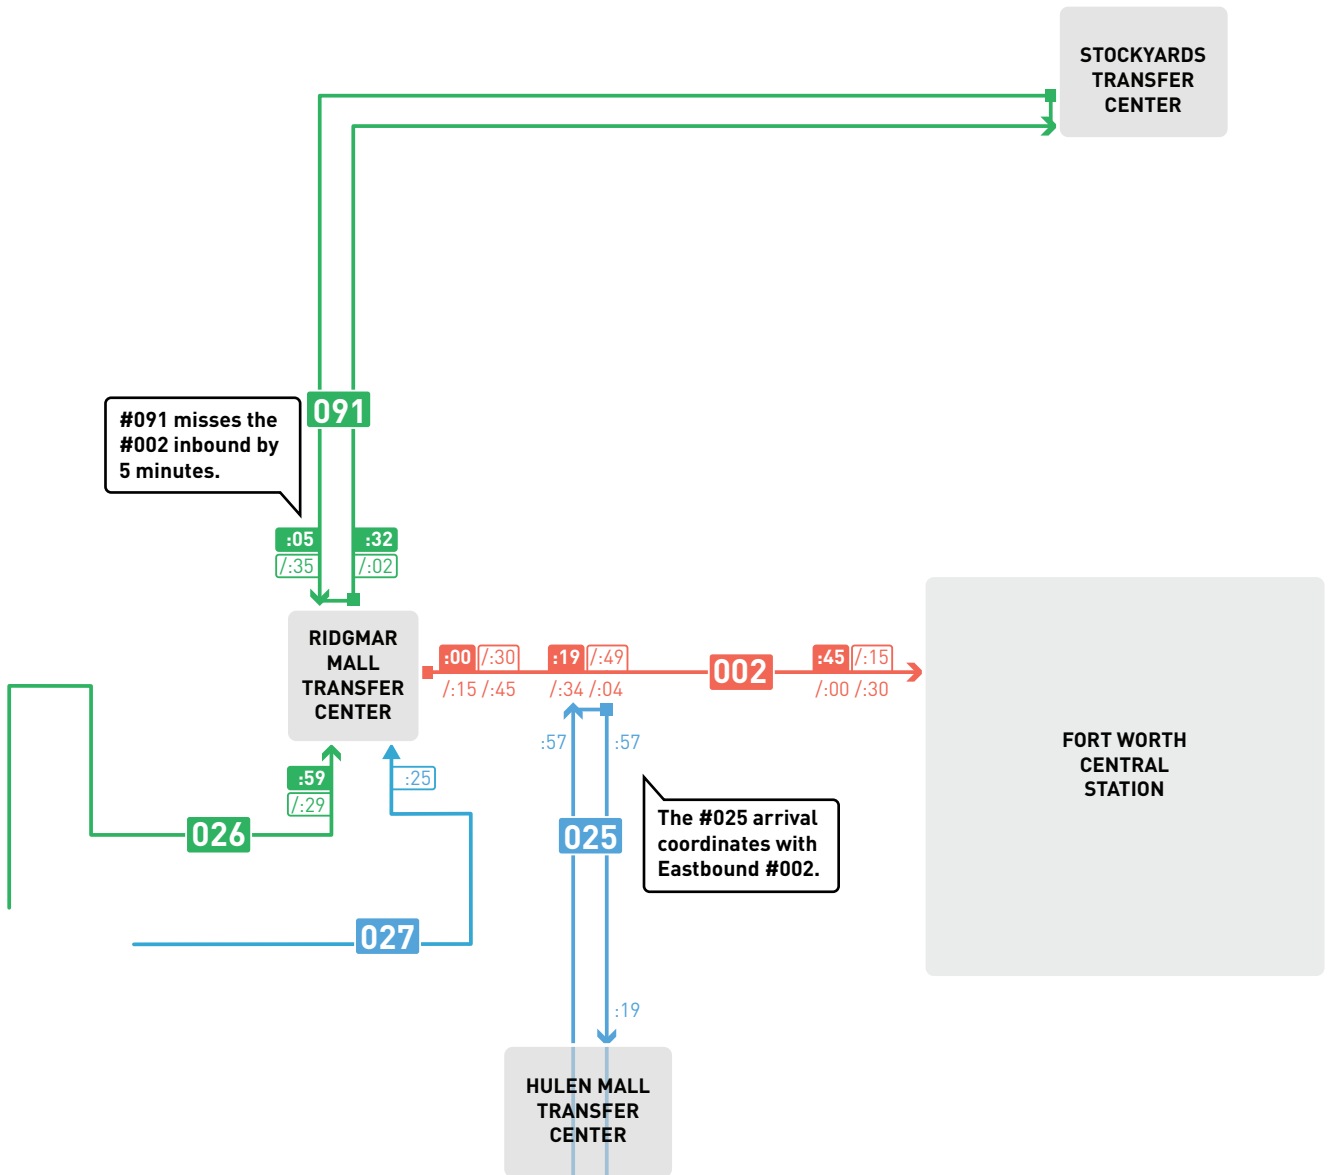 STOCKYARDS
TRANSFER
CENTER
091
#091 misses the
#002 inbound by
5 minutes.
:05 :32
/:35 /:02
RIDGMAR
MALL
TRANSFER
CENTER
:00 /:30 :19 /:49 002 :45 /:15
/:15 /:45 /:34 /:04 /:00 /:30
:57 :57
FORT WORTH
CENTRAL
STATION
:59 :25
/:29
026
025
The #025 arrival
coordinates with
Eastbound #002.
027
:19
HULEN MALL
TRANSFER
CENTER